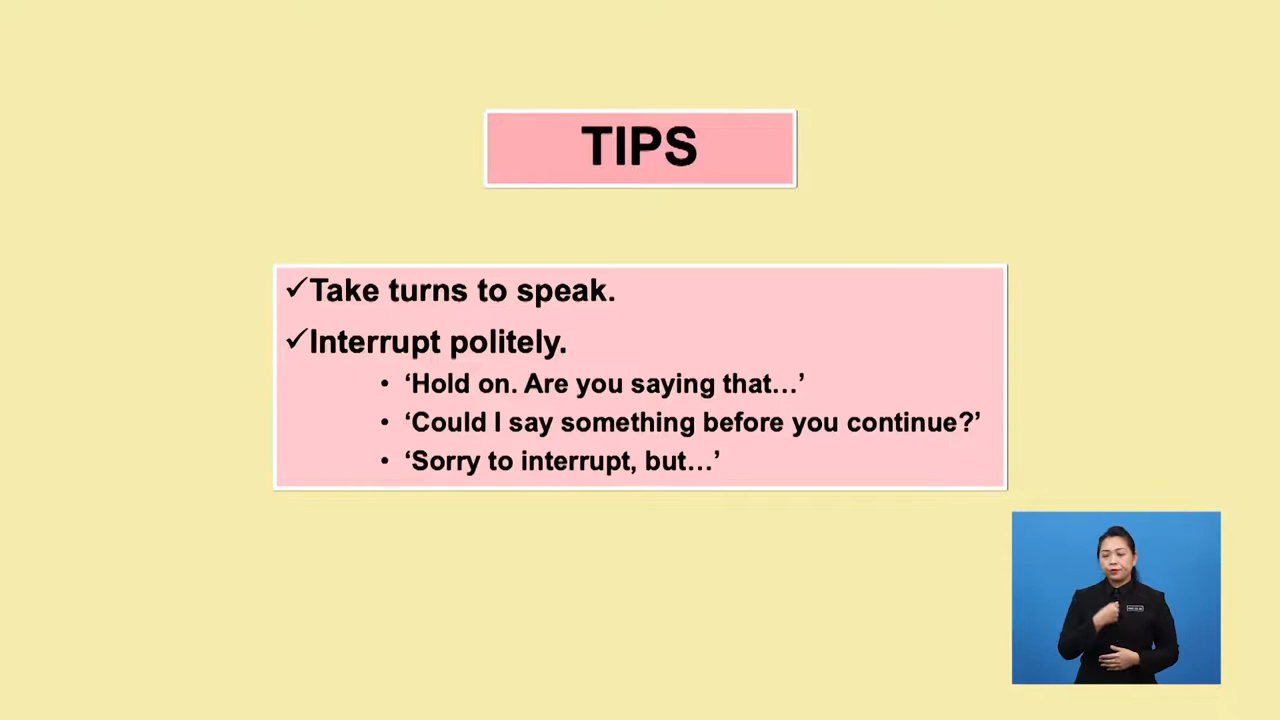 TIPS
✓Take turns to speak.
✓Interrupt politely.
• ‘Hold on. Are you saying that…’
• ‘Could I say something before you continue?’
• ‘Sorry to interrupt, but…’